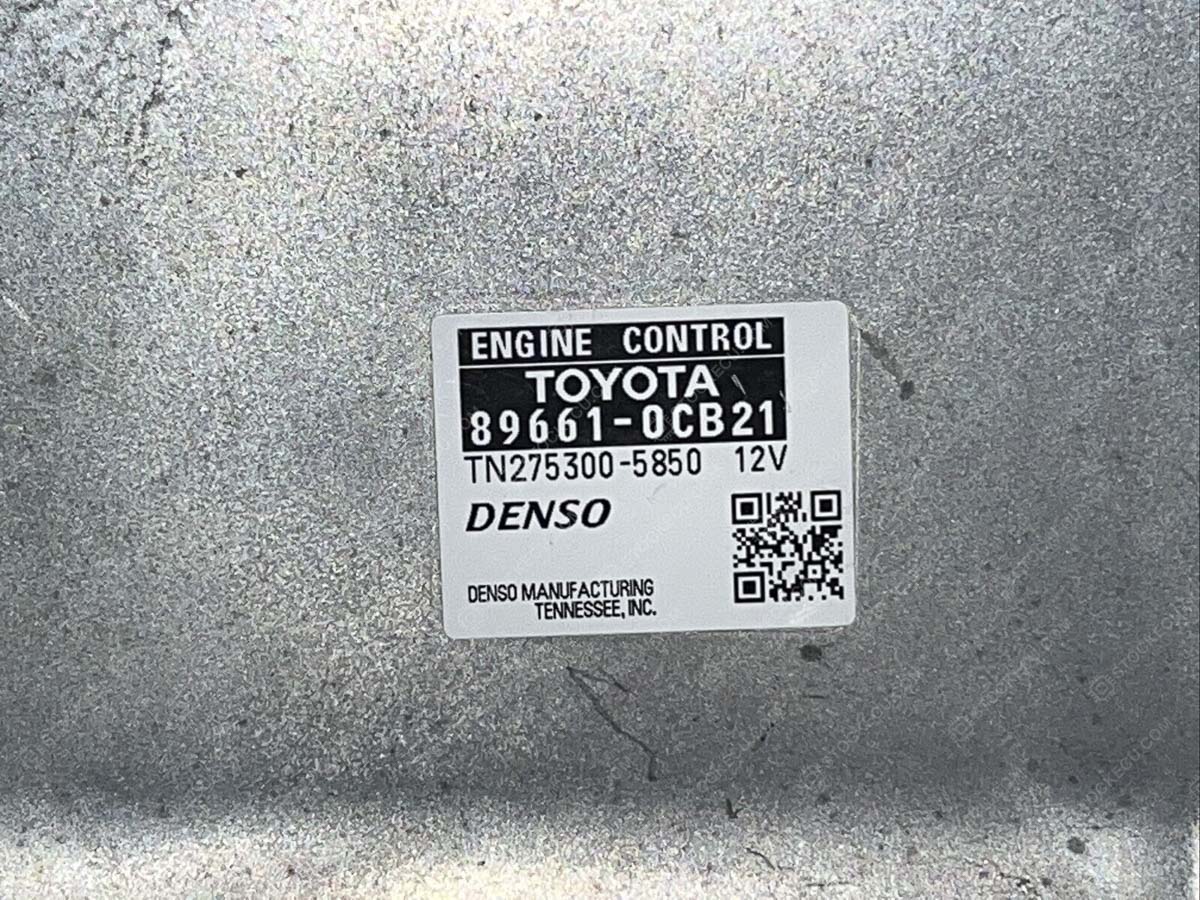 ENGINE CONTROL
TOYOTA
89661-0CB21
TN275300-5850 12V
DENSO
DENSO MANUFACTURING
TENNESSEE, INC.